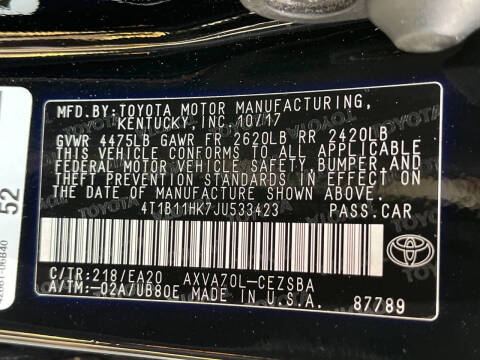 MFD. BY:TOYOTA MOTOR MANUFACTURING,
KENTUCKY, INC. 10/17
GVWR 4475LB GAWR FR 2620LB RR 2420LB
THIS VEHICLE CONFORMS TO ALL APPLICABLE
FEDERAL MOTOR VEHICLE SAFETY, BUMPER, AND
THEFT PREVENTION STANDARDS IN EFFECT ON
THE DATE OF MANUFACTURE SHOWN ABOVE.
4T1B11HK7JU533423 PASS.CAR
C/TR:218/EA20 AXVA70L-CEZSBA
A/TM:-02A7UB80E MADE IN U.S.A.
87789
TOYOTA
52